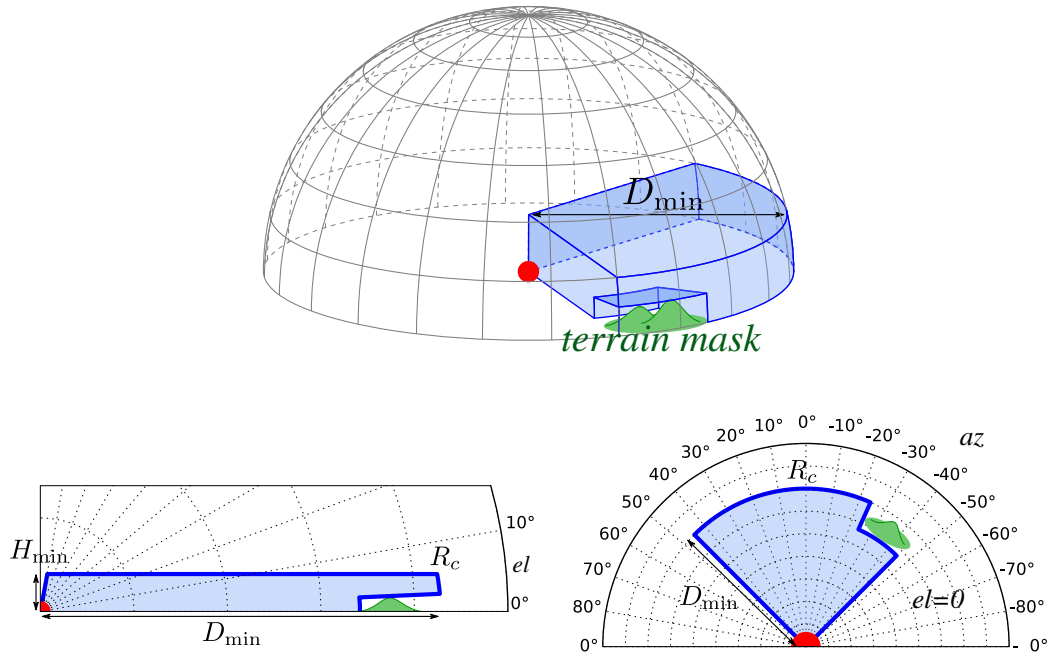 D_min
terrain mask
10°
H_min
R_c
el
0°
D_min
0°
10° -10°
20° -20°
30° -30°
az
40° -40°
R_c
50° -50°
60° -60°
70° -70°
D_min
el=0
80° -80°
0° - 0°